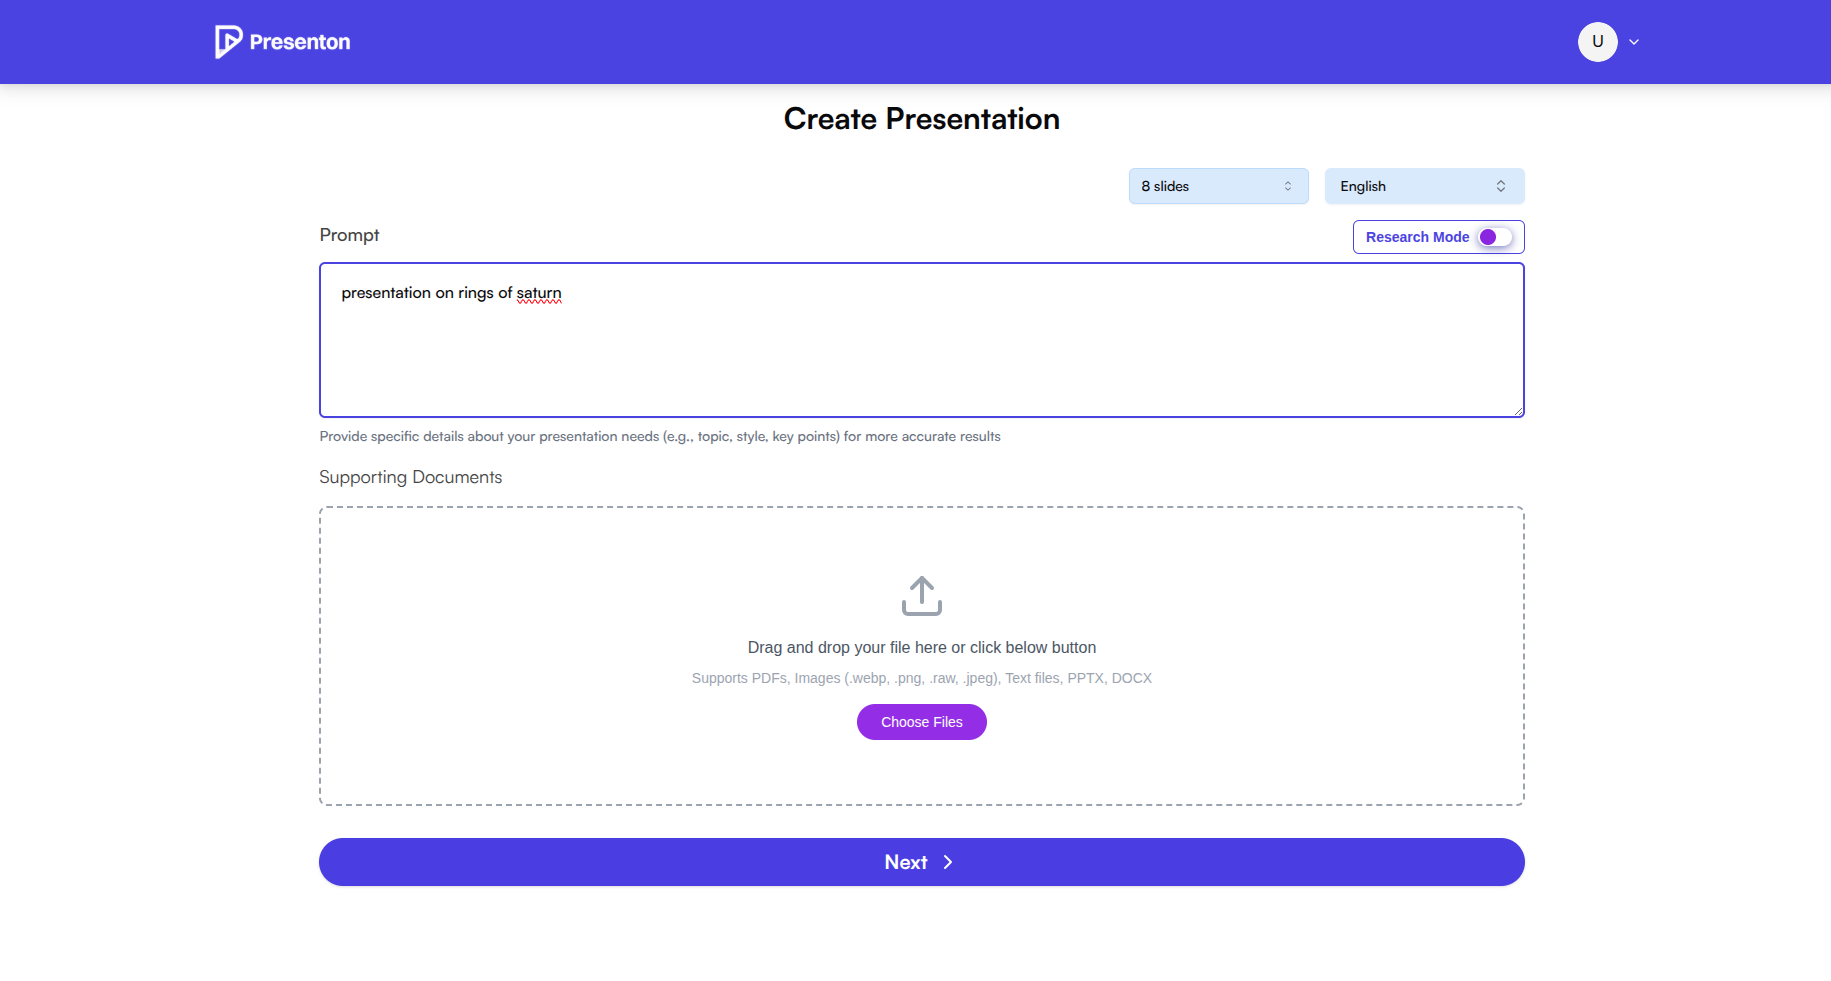 Presenton
U
Create Presentation
8 slides
English
Prompt
Research Mode
presentation on rings of saturn
Provide specific details about your presentation needs (e.g., topic, style, key points) for more accurate results
Supporting Documents
Drag and drop your file here or click below button
Supports PDFs, Images (.webp, .png, .raw, .jpeg), Text files, PPTX, DOCX
Choose Files
Next